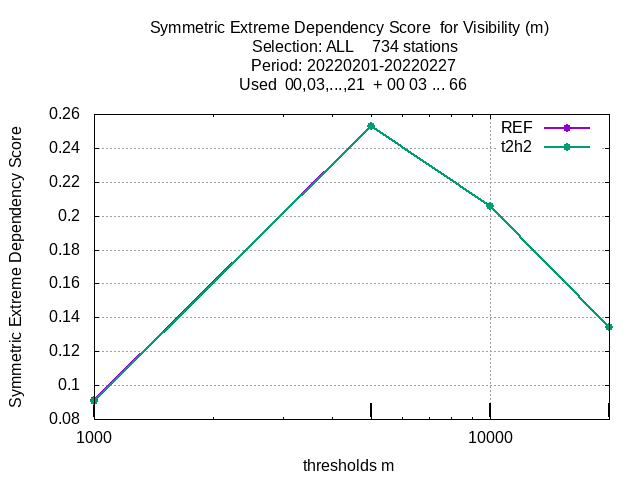 Symmetric Extreme Dependency Score  for Visibility (m)
Selection: ALL    734 stations
Period: 20220201-20220227
Used  00,03,...,21  + 00 03 ... 66
REF
t2h2
Symmetric Extreme Dependency Score
0.26
0.24
0.22
0.2
0.18
0.16
0.14
0.12
0.1
0.08
1000
10000
thresholds m